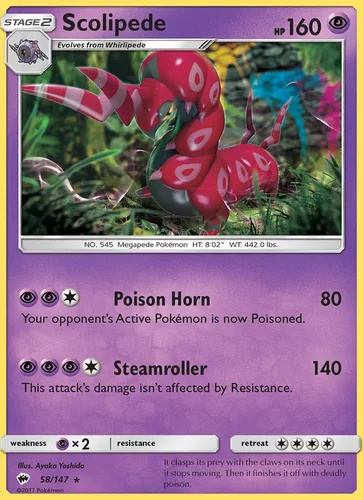 STAGE 2 Scolipede HP 160
Evolves from Whirlipede
NO. 545 Megapede Pokémon HT: 8'02" WT: 442.0 lbs.
Poison Horn 80
Your opponent's Active Pokémon is now Poisoned.
Steamroller 140
This attack's damage isn't affected by Resistance.
weakness × 2 resistance retreat
Illus. Ayaka Yoshida
58/147 ★
©2017 Pokémon
It clasps its prey with the claws on its neck until
it stops moving. Then it finishes it off with deadly
poison.